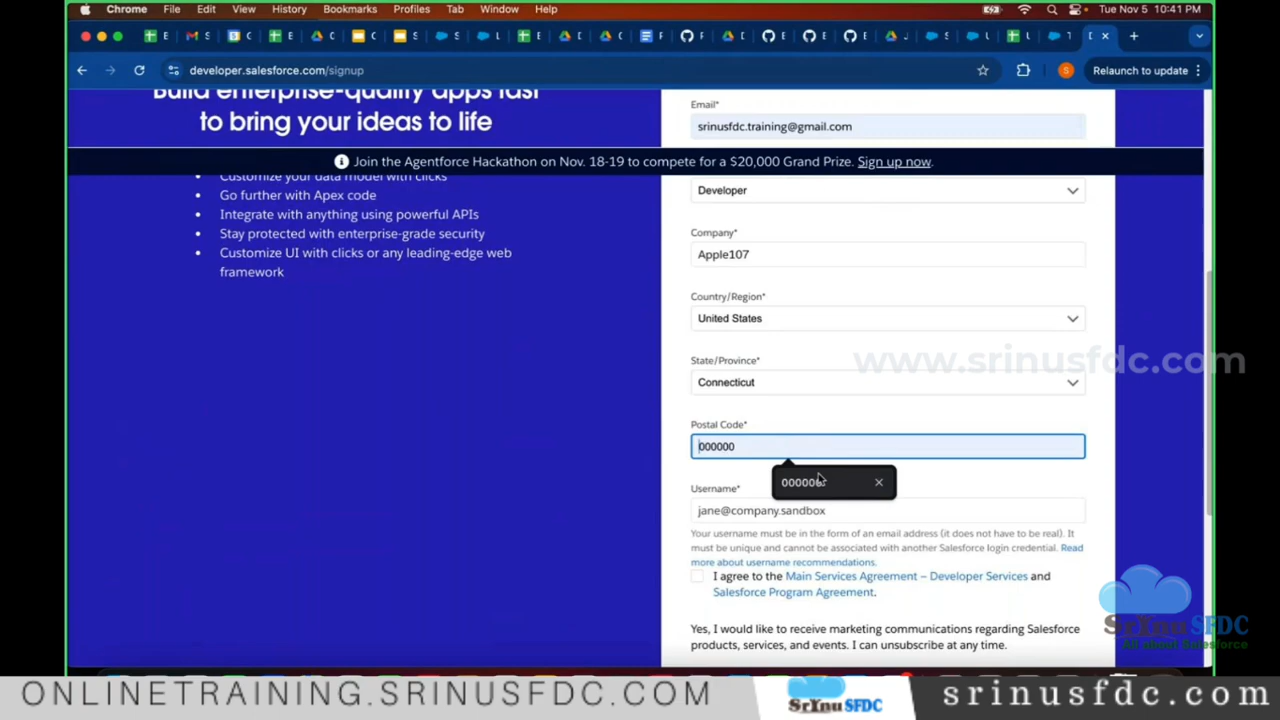 Chrome File Edit View History Bookmarks Profiles Tab Window Help
Tue Nov 5 10:41 PM
developer.salesforce.com/signup
Relaunch to update
Build enterprise-quality apps fast
to bring your ideas to life
Join the Agentforce Hackathon on Nov. 18-19 to compete for a $20,000 Grand Prize. Sign up now.
Customize your data model with clicks
Go further with Apex code
Integrate with anything using powerful APIs
Stay protected with enterprise-grade security
Customize UI with clicks or any leading-edge web
framework
Email*
srinusfdc.training@gmail.com
Developer
Company*
Apple107
Country/Region*
United States
State/Province*
Connecticut
Postal Code*
000000
000000
Username*
jane@company.sandbox
Your username must be in the form of an email address (it does not have to be real). It
must be unique and cannot be associated with another Salesforce login credential. Read
more about username recommendations.
I agree to the Main Services Agreement – Developer Services and
Salesforce Program Agreement.
Yes, I would like to receive marketing communications regarding Salesforce
products, services, and events. I can unsubscribe at any time.
www.srinusfdc.com
SrInu SFDC
All about Salesforce
ONLINETRAINING.SRINUSFDC.COM
SrInu SFDC
srinusfdc.com